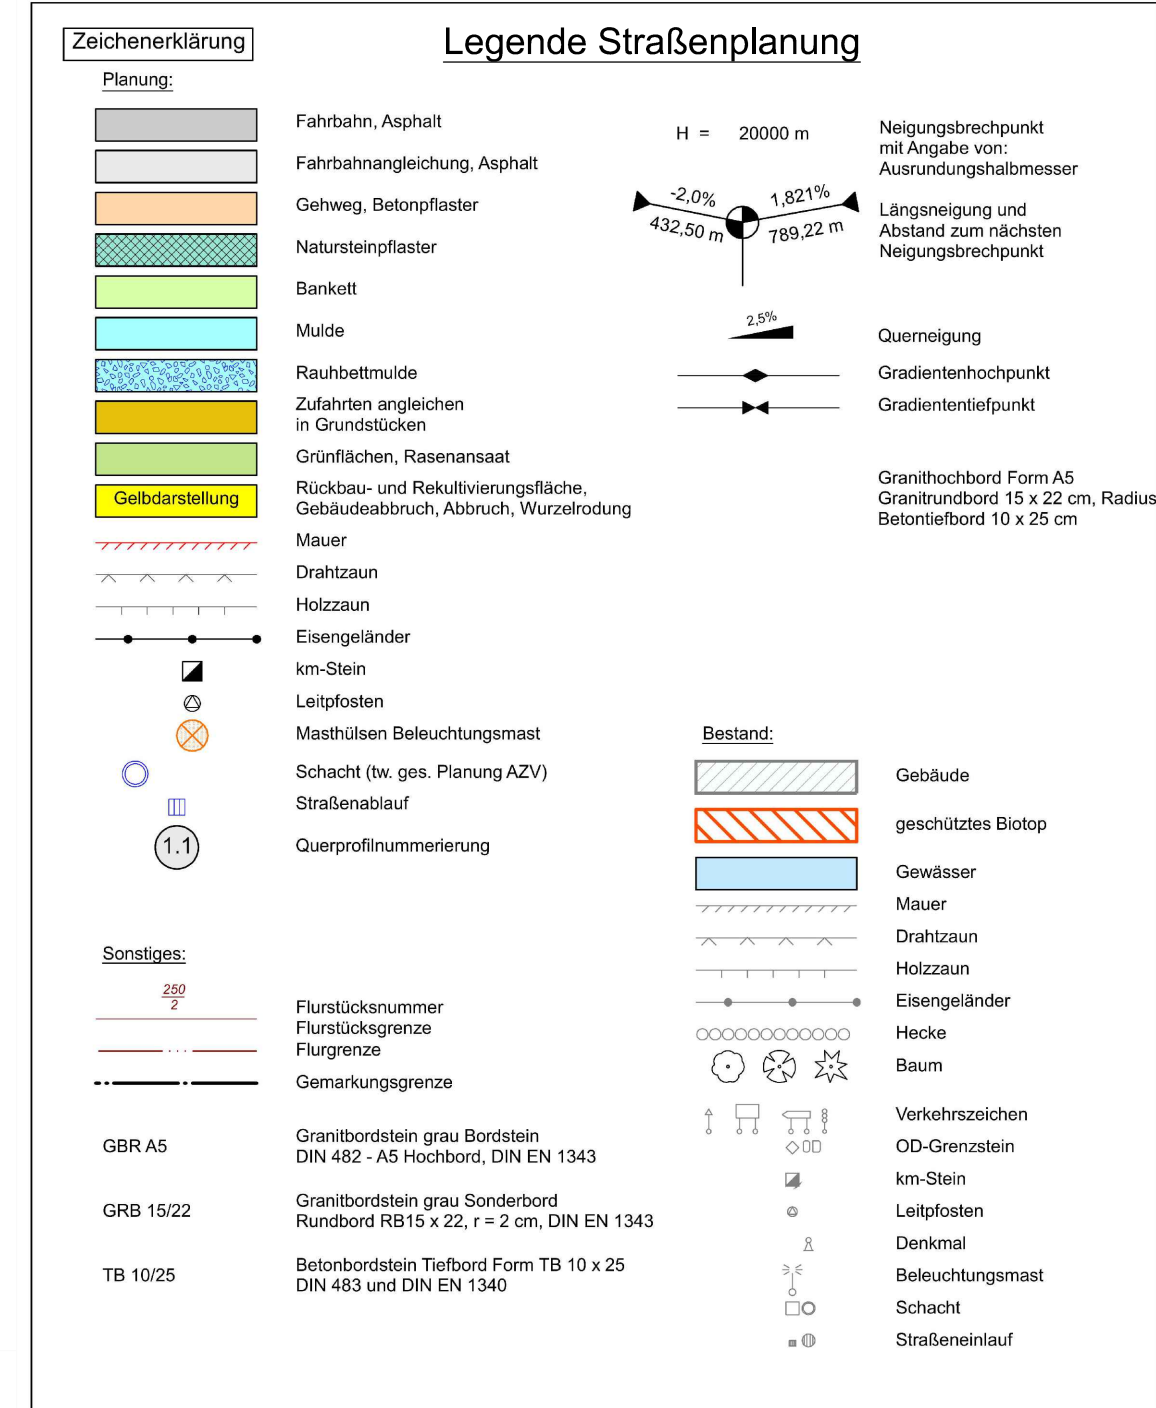 Zeichenerklärung
Legende Straßenplanung
Planung:
Fahrbahn, Asphalt
Fahrbahnangleichung, Asphalt
Gehweg, Betonpflaster
Natursteinpflaster
Bankett
Mulde
Rauhbettmulde
Zufahrten angleichen
in Grundstücken
Grünflächen, Rasenansaat
Gelbdarstellung
Rückbau- und Rekultivierungsfläche,
Gebäudeabbruch, Abbruch, Wurzelrodung
Mauer
Drahtzaun
Holzzaun
Eisengeländer
km-Stein
Leitpfosten
Masthülsen Beleuchtungsmast
Schacht (tw. ges. Planung AZV)
Straßenablauf
1.1
Querprofilnummerierung
H = 20000 m
Neigungsbrechpunkt
mit Angabe von:
Ausrundungshalbmesser
-2,0%
1,821%
432,50 m
789,22 m
Längsneigung und
Abstand zum nächsten
Neigungsbrechpunkt
2,5%
Querneigung
Gradientenhochpunkt
Gradiententiefpunkt
Granithochbord Form A5
Granitrundbord 15 x 22 cm, Radius
Betontiefbord 10 x 25 cm
Bestand:
Gebäude
geschütztes Biotop
Gewässer
Mauer
Drahtzaun
Holzzaun
Eisengeländer
Hecke
Baum
Verkehrszeichen
OD-Grenzstein
km-Stein
Leitpfosten
Denkmal
Beleuchtungsmast
Schacht
Straßeneinlauf
Sonstiges:
250
2
Flurstücksnummer
Flurstücksgrenze
Flurgrenze
Gemarkungsgrenze
GBR A5
Granitbordstein grau Bordstein
DIN 482 - A5 Hochbord, DIN EN 1343
GRB 15/22
Granitbordstein grau Sonderbord
Rundbord RB15 x 22, r = 2 cm, DIN EN 1343
TB 10/25
Betonbordstein Tiefbord Form TB 10 x 25
DIN 483 und DIN EN 1340